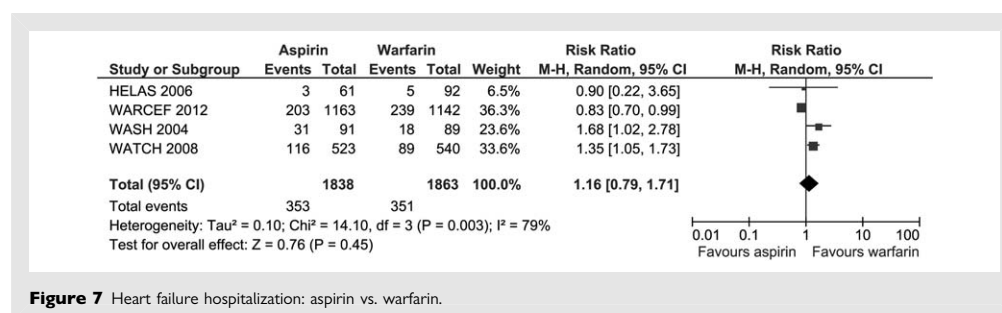 Aspirin Warfarin Risk Ratio Risk Ratio
Study or Subgroup Events Total Events Total Weight M-H, Random, 95% CI M-H, Random, 95% CI
HELAS 2006 3 61 5 92 6.5% 0.90 [0.22, 3.65]
WARCEF 2012 203 1163 239 1142 36.3% 0.83 [0.70, 0.99]
WASH 2004 31 91 18 89 23.6% 1.68 [1.02, 2.78]
WATCH 2008 116 523 89 540 33.6% 1.35 [1.05, 1.73]
Total (95% CI) 1838 1863 100.0% 1.16 [0.79, 1.71]
Total events 353 351
Heterogeneity: Tau² = 0.10; Chi² = 14.10, df = 3 (P = 0.003); I² = 79%
Test for overall effect: Z = 0.76 (P = 0.45)
0.01 0.1 1 10 100
Favours aspirin Favours warfarin
Figure 7 Heart failure hospitalization: aspirin vs. warfarin.